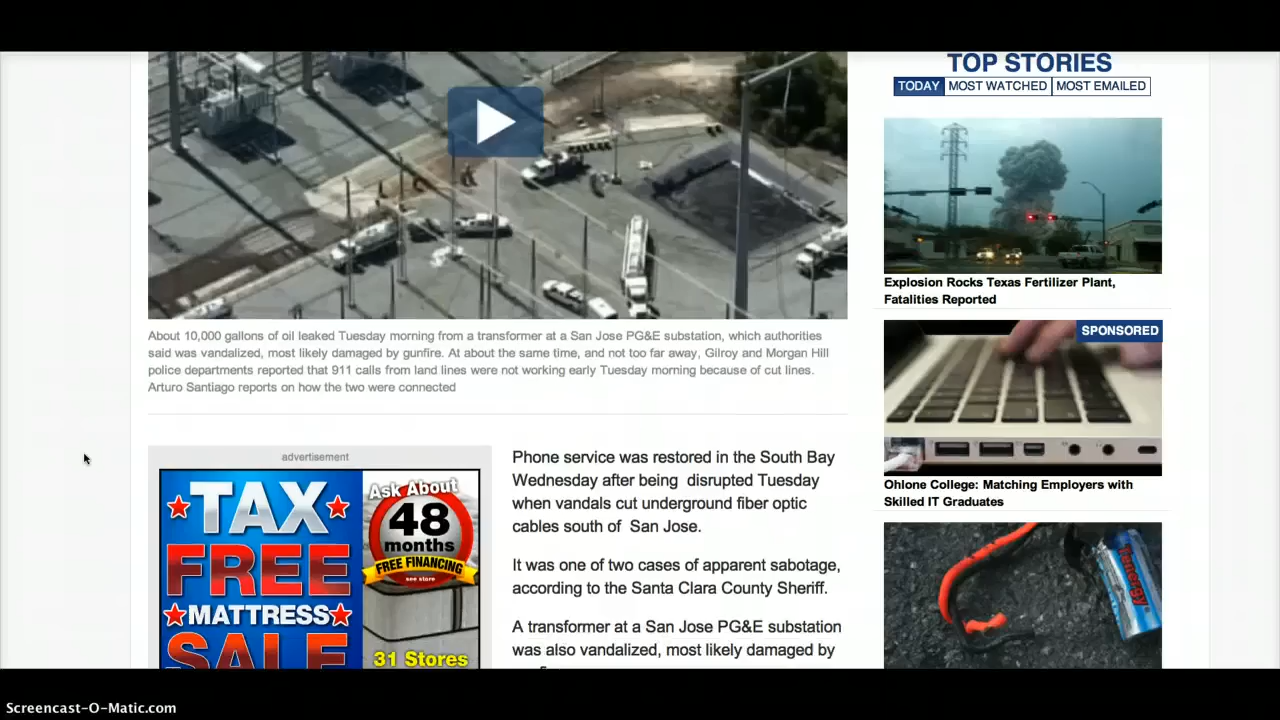 About 10,000 gallons of oil leaked Tuesday morning from a transformer at a San Jose PG&E substation, which authorities
said was vandalized, most likely damaged by gunfire. At about the same time, and not too far away, Gilroy and Morgan Hill
police departments reported that 911 calls from land lines were not working early Tuesday morning because of cut lines.
Arturo Santiago reports on how the two were connected
advertisement
TAX
FREE
MATTRESS
SALE
Ask About
48
months
FREE FINANCING
see store
31 Stores
Phone service was restored in the South Bay
Wednesday after being disrupted Tuesday
when vandals cut underground fiber optic
cables south of San Jose.
It was one of two cases of apparent sabotage,
according to the Santa Clara County Sheriff.
A transformer at a San Jose PG&E substation
was also vandalized, most likely damaged by
TOP STORIES
TODAY MOST WATCHED MOST EMAILED
Explosion Rocks Texas Fertilizer Plant,
Fatalities Reported
SPONSORED
Ohlone College: Matching Employers with
Skilled IT Graduates
Tenergy
Screencast-O-Matic.com